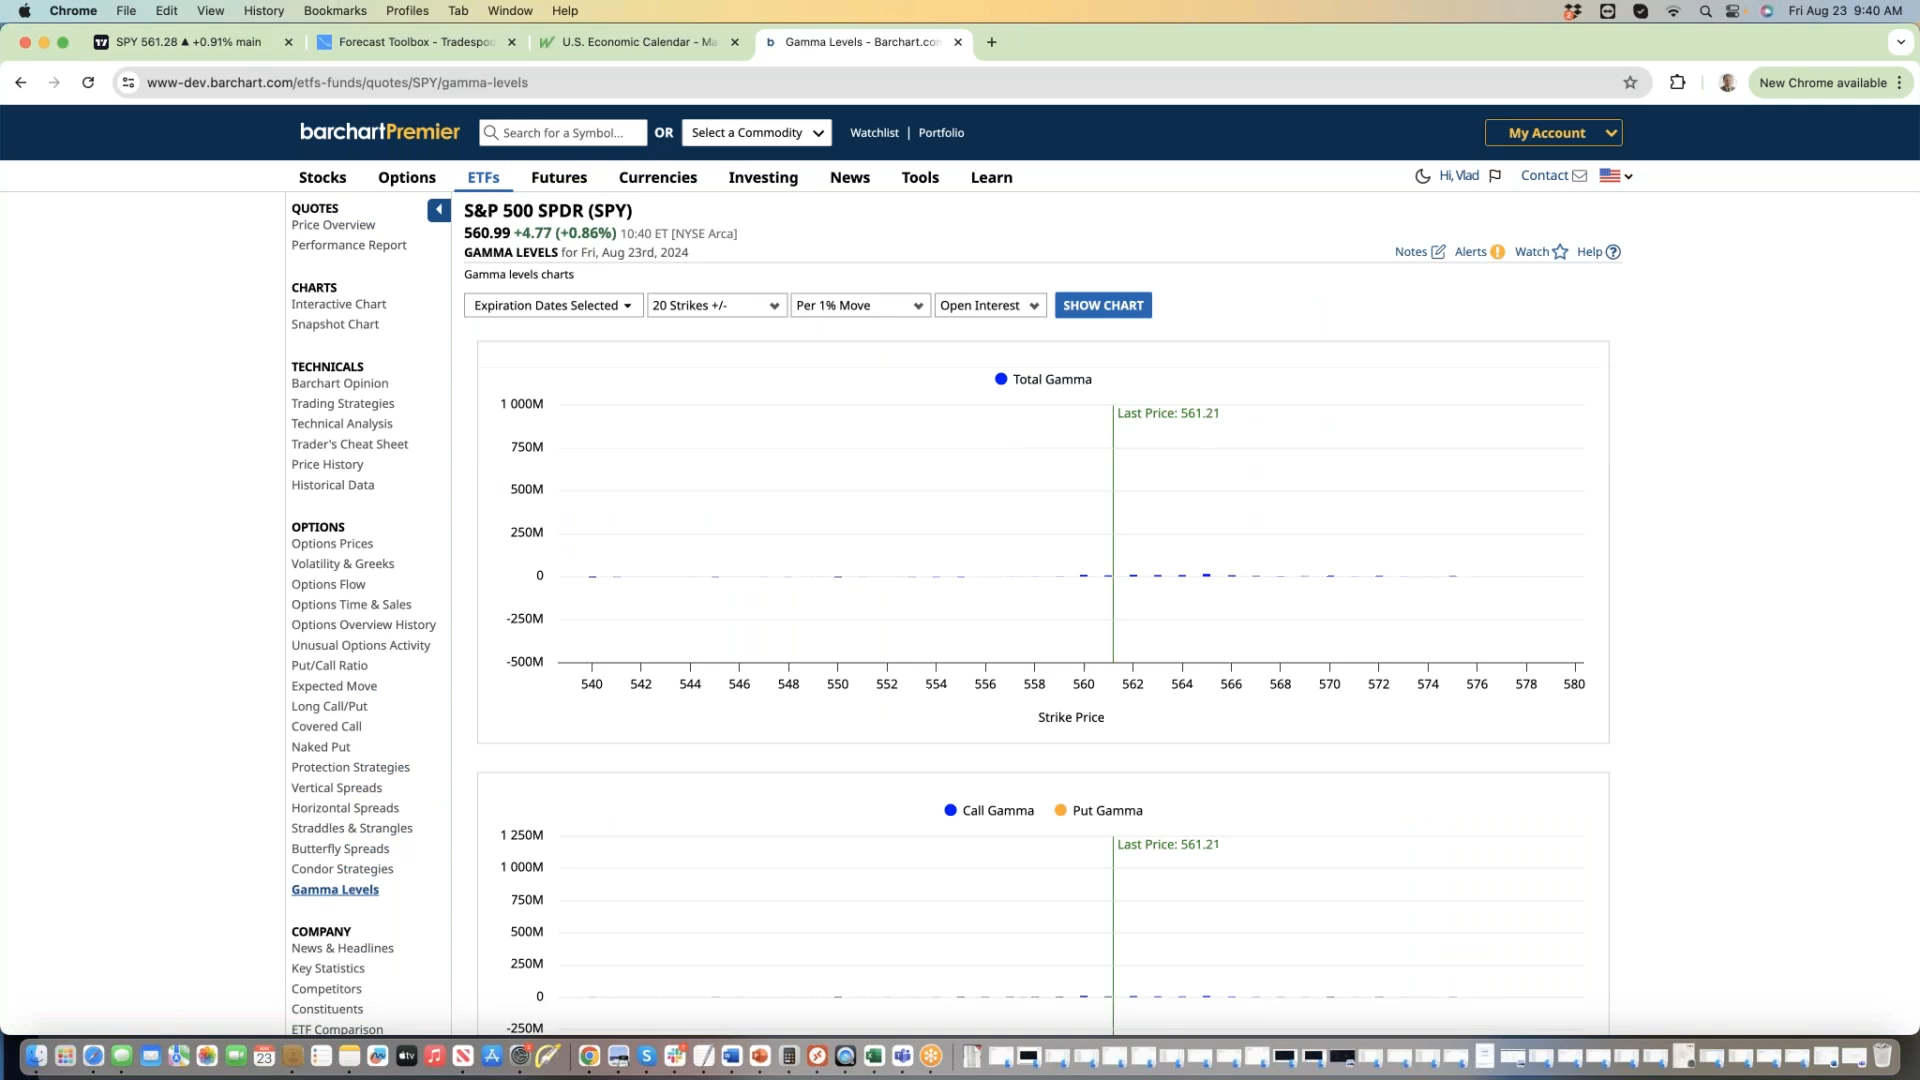 Chrome File Edit View History Bookmarks Profiles Tab Window Help Fri Aug 23 9:40 AM
SPY 561.28 ▲ +0.91% main
Forecast Toolbox - Tradespoo
U.S. Economic Calendar - Ma
Gamma Levels - Barchart.com
www-dev.barchart.com/etfs-funds/quotes/SPY/gamma-levels
New Chrome available
barchartPremier
Search for a Symbol...
OR
Select a Commodity
Watchlist | Portfolio
My Account
Stocks Options ETFs Futures Currencies Investing News Tools Learn
Hi, Vlad
Contact
QUOTES
Price Overview
Performance Report
CHARTS
Interactive Chart
Snapshot Chart
TECHNICALS
Barchart Opinion
Trading Strategies
Technical Analysis
Trader's Cheat Sheet
Price History
Historical Data
OPTIONS
Options Prices
Volatility & Greeks
Options Flow
Options Time & Sales
Options Overview History
Unusual Options Activity
Put/Call Ratio
Expected Move
Long Call/Put
Covered Call
Naked Put
Protection Strategies
Vertical Spreads
Horizontal Spreads
Straddles & Strangles
Butterfly Spreads
Condor Strategies
Gamma Levels
COMPANY
News & Headlines
Key Statistics
Competitors
Constituents
ETF Comparison
S&P 500 SPDR (SPY)
560.99 +4.77 (+0.86%) 10:40 ET [NYSE Arca]
GAMMA LEVELS for Fri, Aug 23rd, 2024
Notes Alerts Watch Help
Gamma levels charts
Expiration Dates Selected
20 Strikes +/-
Per 1% Move
Open Interest
SHOW CHART
Total Gamma
1 000M
Last Price: 561.21
750M
500M
250M
0
-250M
-500M
540 542 544 546 548 550 552 554 556 558 560 562 564 566 568 570 572 574 576 578 580
Strike Price
Call Gamma Put Gamma
1 250M
Last Price: 561.21
1 000M
750M
500M
250M
0
-250M
23